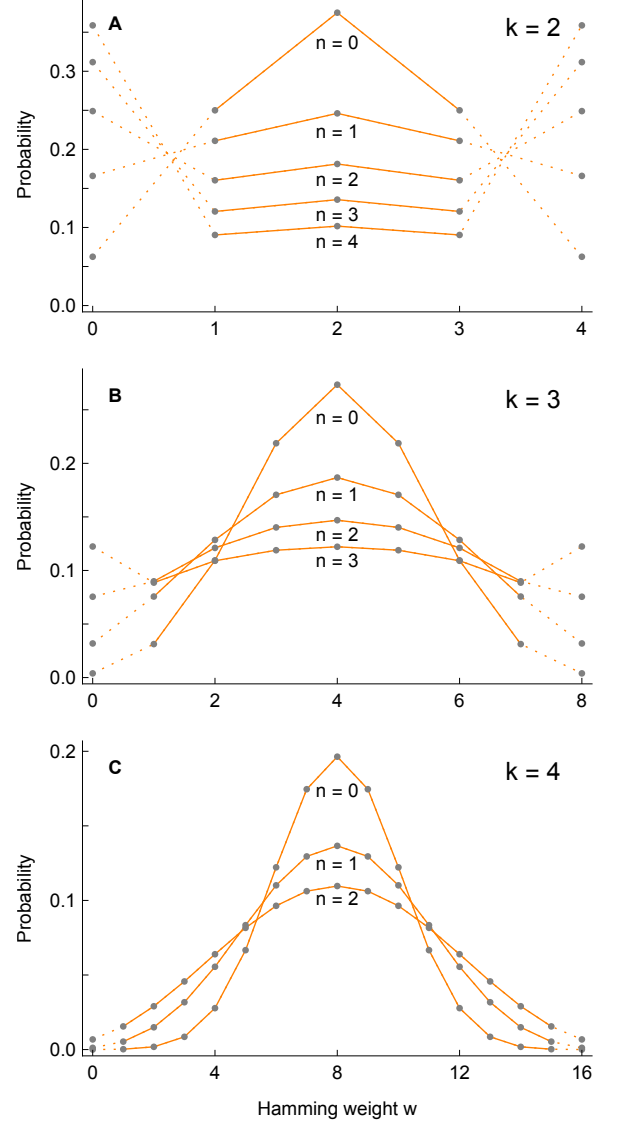 A
k = 2
0.3
n = 0
0.2
n = 1
n = 2
0.1
n = 3
n = 4
0.0
0 1 2 3 4
Probability
B
k = 3
n = 0
0.2
n = 1
n = 2
0.1
n = 3
0.0
0 2 4 6 8
Probability
0.2
C
k = 4
n = 0
n = 1
0.1
n = 2
0.0
0 4 8 12 16
Probability
Hamming weight w